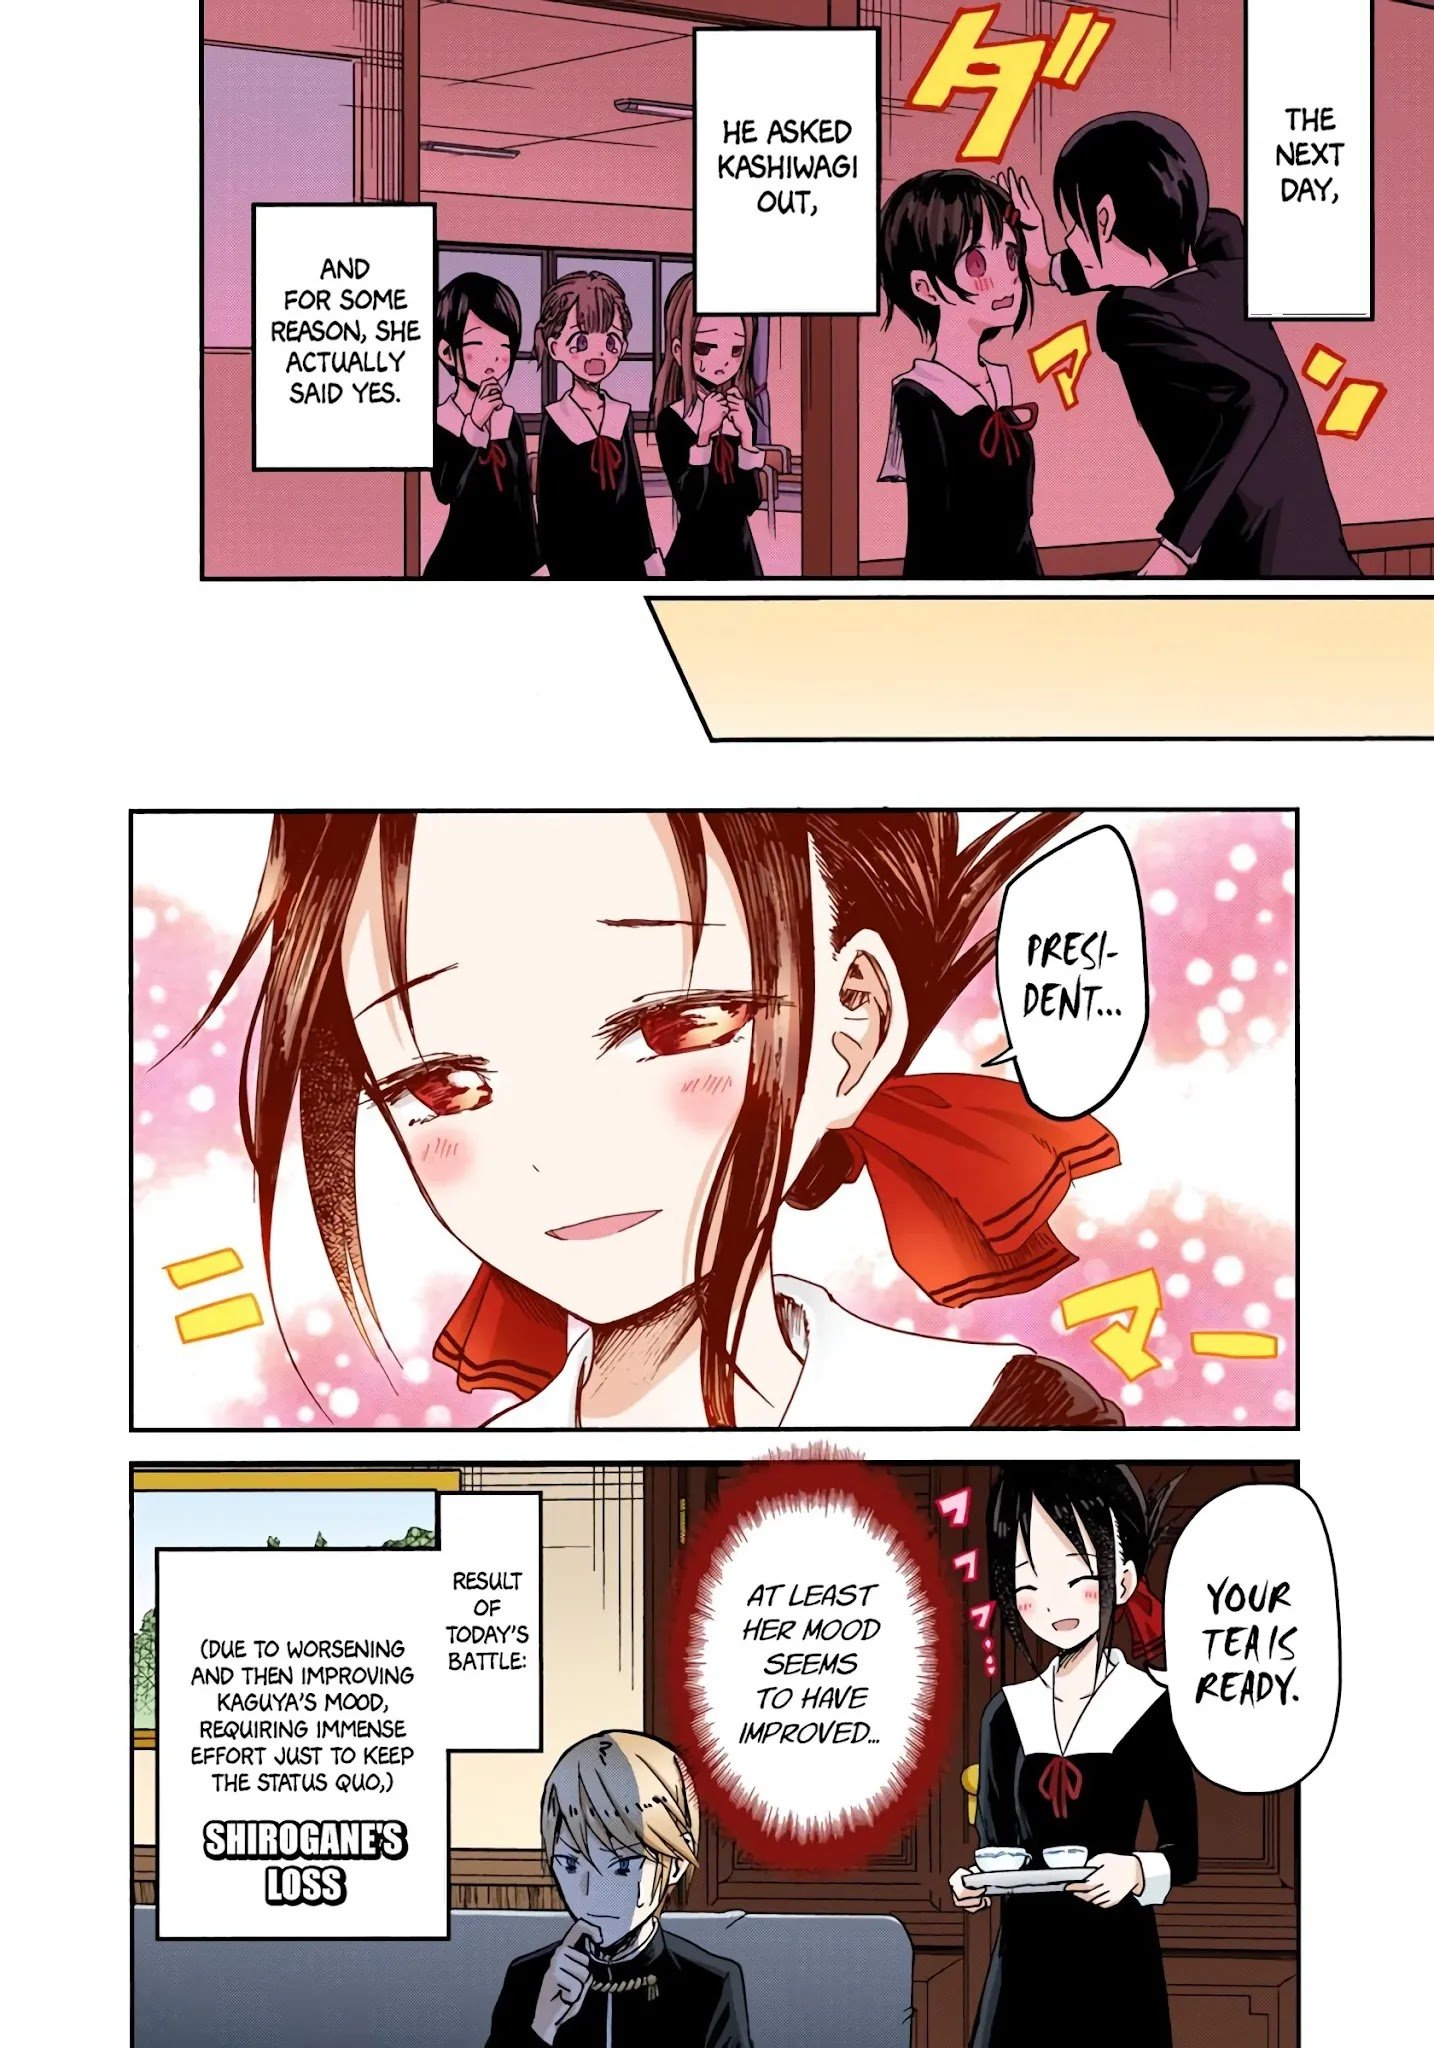 THE
NEXT
DAY,
ダ
マ
ン
HE ASKED
KASHIWAGI
OUT,
AND
FOR SOME
REASON, SHE
ACTUALLY
SAID YES.
PRESI-
DENT...
ニ
マー
YOUR
TEA IS
READY.
フ
フ
フ
AT LEAST
HER MOOD
SEEMS
TO HAVE
IMPROVED...
RESULT
OF
TODAY'S
BATTLE:
(DUE TO WORSENING
AND THEN IMPROVING
KAGUYA'S MOOD,
REQUIRING IMMENSE
EFFORT JUST TO KEEP
THE STATUS QUO,)
SHIROGANE'S
LOSS